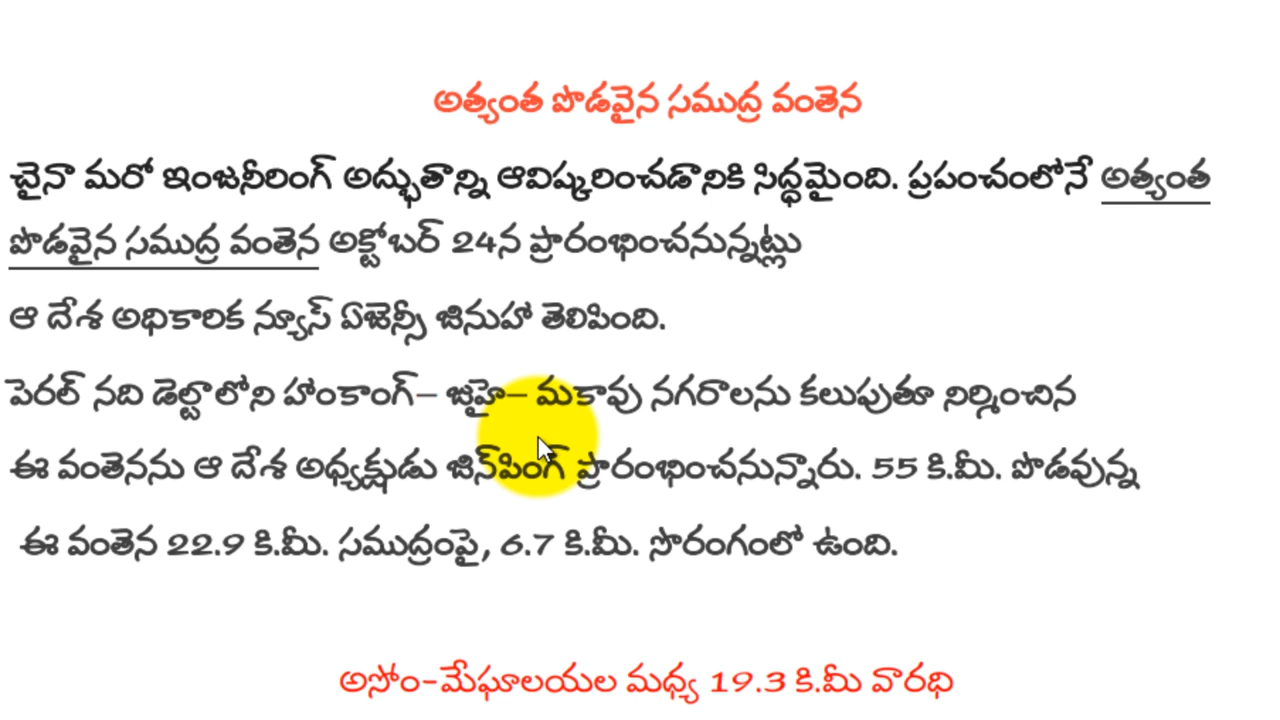 అత్యంత పొడవైన సముద్ర వంతెన
చైనా మరో ఇంజనీరింగ్ అద్భుతాన్ని ఆవిష్కరించడానికి సిద్ధమైంది. ప్రపంచంలోనే అత్యంత
పొడవైన సముద్ర వంతెన అక్టోబర్ 24న ప్రారంభించనున్నట్లు
ఆ దేశ అధికారిక న్యూస్ ఏజెన్సీ జినుహా తెలిపింది.
పెరల్ నది డెల్టాలోని హాంకాంగ్– జుహై– మకావు నగరాలను కలుపుతూ నిర్మించిన
ఈ వంతెనను ఆ దేశ అధ్యక్షుడు జిన్‌పింగ్ ప్రారంభించనున్నారు. 55 కి.మీ. పొడవున్న
ఈ వంతెన 22.9 కి.మీ. సముద్రంపై, 6.7 కి.మీ. సొరంగంలో ఉంది.
అసోం-మేఘాలయల మధ్య 19.3 కి.మీ వారధి